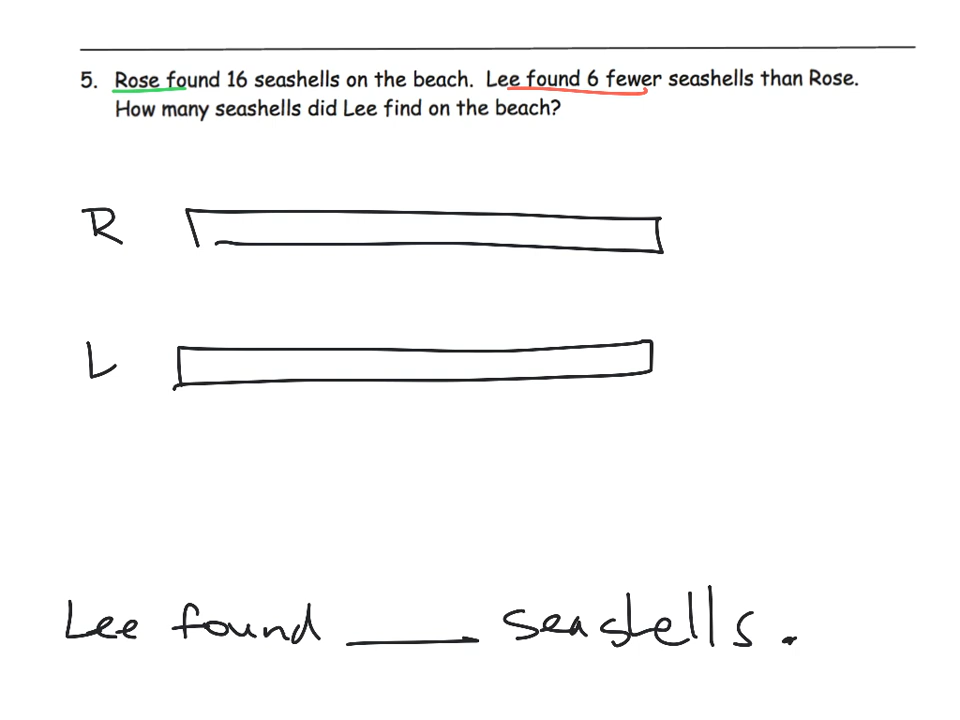 5. Rose found 16 seashells on the beach. Lee found 6 fewer seashells than Rose.
How many seashells did Lee find on the beach?
R
L
Lee found ____ seashells.